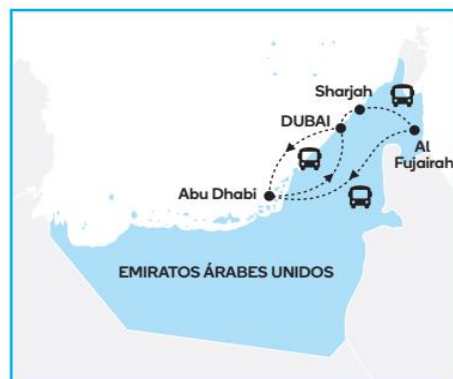 Sharjah
DUBAI
Al
Fujairah
Abu Dhabi
EMIRATOS ÁRABES UNIDOS